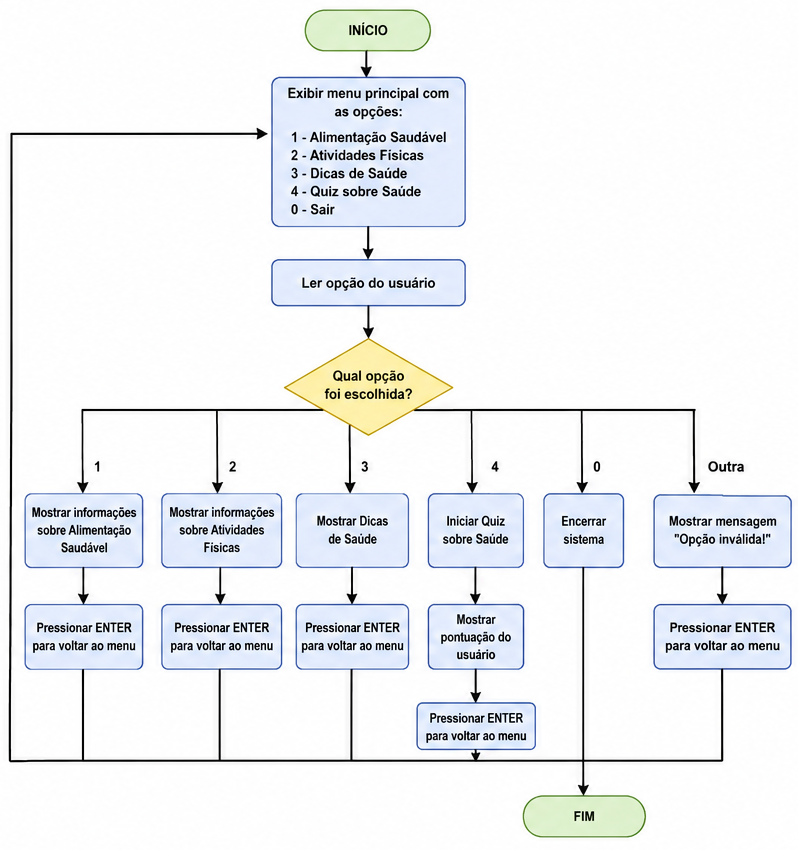 INÍCIO
Exibir menu principal com
as opções:
1 - Alimentação Saudável
2 - Atividades Físicas
3 - Dicas de Saúde
4 - Quiz sobre Saúde
0 - Sair
Ler opção do usuário
Qual opção
foi escolhida?
1
2
3
4
0
Outra
Mostrar informações
sobre Alimentação
Saudável
Mostrar informações
sobre Atividades
Físicas
Mostrar Dicas
de Saúde
Iniciar Quiz
sobre Saúde
Encerrar
sistema
Mostrar mensagem
"Opção inválida!"
Pressionar ENTER
para voltar ao menu
Pressionar ENTER
para voltar ao menu
Pressionar ENTER
para voltar ao menu
Mostrar
pontuação do
usuário
Pressionar ENTER
para voltar ao menu
Pressionar ENTER
para voltar ao menu
FIM